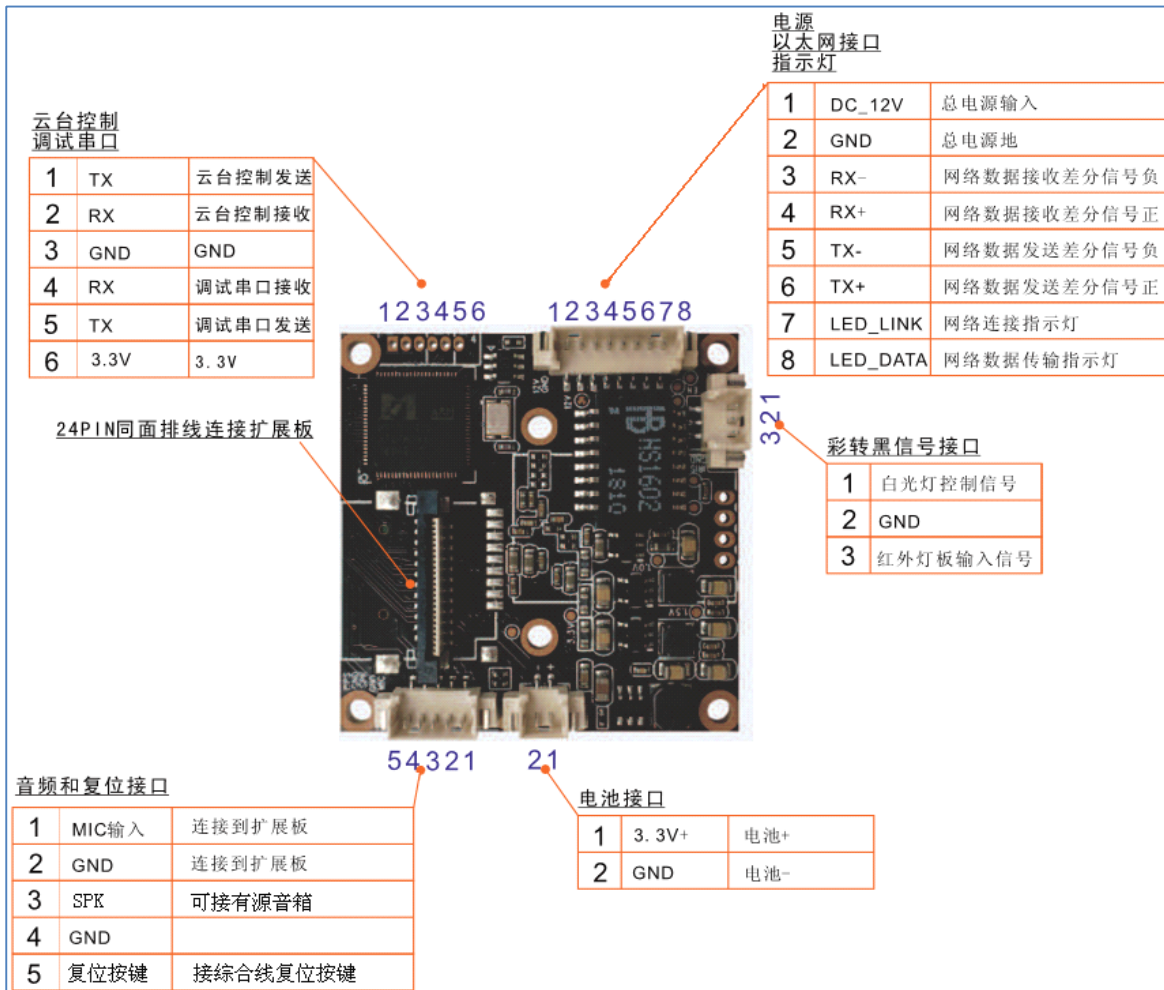 电源
以太网接口
指示灯
1 DC_12V 总电源输入
2 GND 总电源地
3 RX- 网络数据接收差分信号负
4 RX+ 网络数据接收差分信号正
5 TX- 网络数据发送差分信号负
6 TX+ 网络数据发送差分信号正
7 LED_LINK 网络连接指示灯
8 LED_DATA 网络数据传输指示灯
云台控制
调试串口
1 TX 云台控制发送
2 RX 云台控制接收
3 GND GND
4 RX 调试串口接收
5 TX 调试串口发送
6 3.3V 3.3V
123456
12345678
12V
GND
12V
HS1602
1810
321
24PIN同面排线连接扩展板
彩转黑信号接口
1 白光灯控制信号
2 GND
3 红外灯板输入信号
1.0V
1.5V
3.3V
54321
21
音频和复位接口
1 MIC输入 连接到扩展板
2 GND 连接到扩展板
3 SPK 可接有源音箱
4 GND
5 复位按键 接综合线复位按键
电池接口
1 3.3V+ 电池+
2 GND 电池-